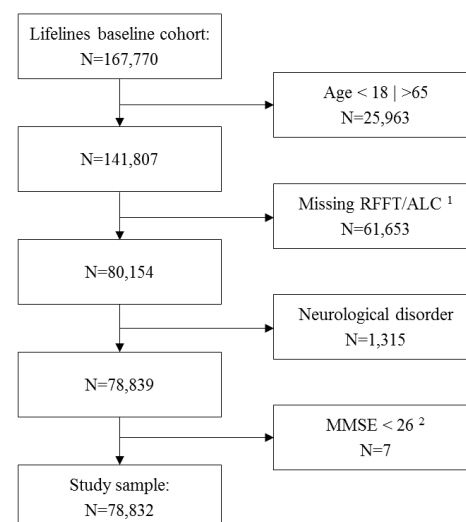 Lifelines baseline cohort:
N=167,770
Age < 18 | >65
N=25,963
N=141,807
Missing RFFT/ALC ¹
N=61,653
N=80,154
Neurological disorder
N=1,315
N=78,839
MMSE < 26 ²
N=7
Study sample:
N=78,832